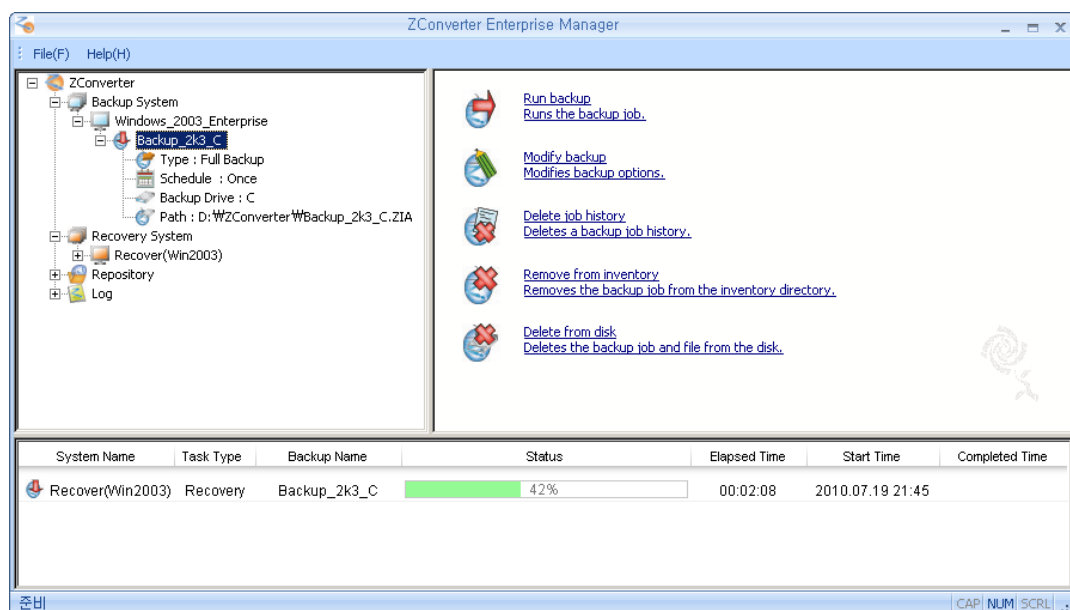 ZConverter Enterprise Manager
File(F) Help(H)
ZConverter
Backup System
Windows_2003_Enterprise
Backup_2k3_C
Type : Full Backup
Schedule : Once
Backup Drive : C
Path : D:₩ZConverter₩Backup_2k3_C.ZIA
Recovery System
Recover(Win2003)
Repository
Log
Run backup
Runs the backup job.
Modify backup
Modifies backup options.
Delete job history
Deletes a backup job history.
Remove from inventory
Removes the backup job from the inventory directory.
Delete from disk
Deletes the backup job and file from the disk.
System Name Task Type Backup Name Status Elapsed Time Start Time Completed Time
Recover(Win2003) Recovery Backup_2k3_C 42% 00:02:08 2010.07.19 21:45
준비 CAP NUM SCRL